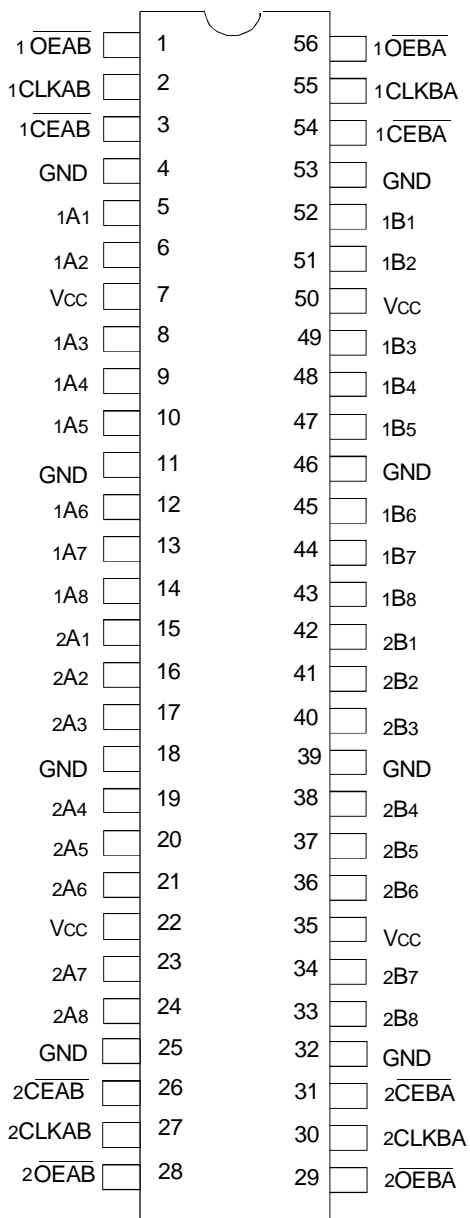 1OEAB 1 56 1OEBA
1CLKAB 2 55 1CLKBA
1CEAB 3 54 1CEBA
GND 4 53 GND
1A1 5 52 1B1
1A2 6 51 1B2
VCC 7 50 VCC
1A3 8 49 1B3
1A4 9 48 1B4
1A5 10 47 1B5
GND 11 46 GND
1A6 12 45 1B6
1A7 13 44 1B7
1A8 14 43 1B8
2A1 15 42 2B1
2A2 16 41 2B2
2A3 17 40 2B3
GND 18 39 GND
2A4 19 38 2B4
2A5 20 37 2B5
2A6 21 36 2B6
VCC 22 35 VCC
2A7 23 34 2B7
2A8 24 33 2B8
GND 25 32 GND
2CEAB 26 31 2CEBA
2CLKAB 27 30 2CLKBA
2OEAB 28 29 2OEBA